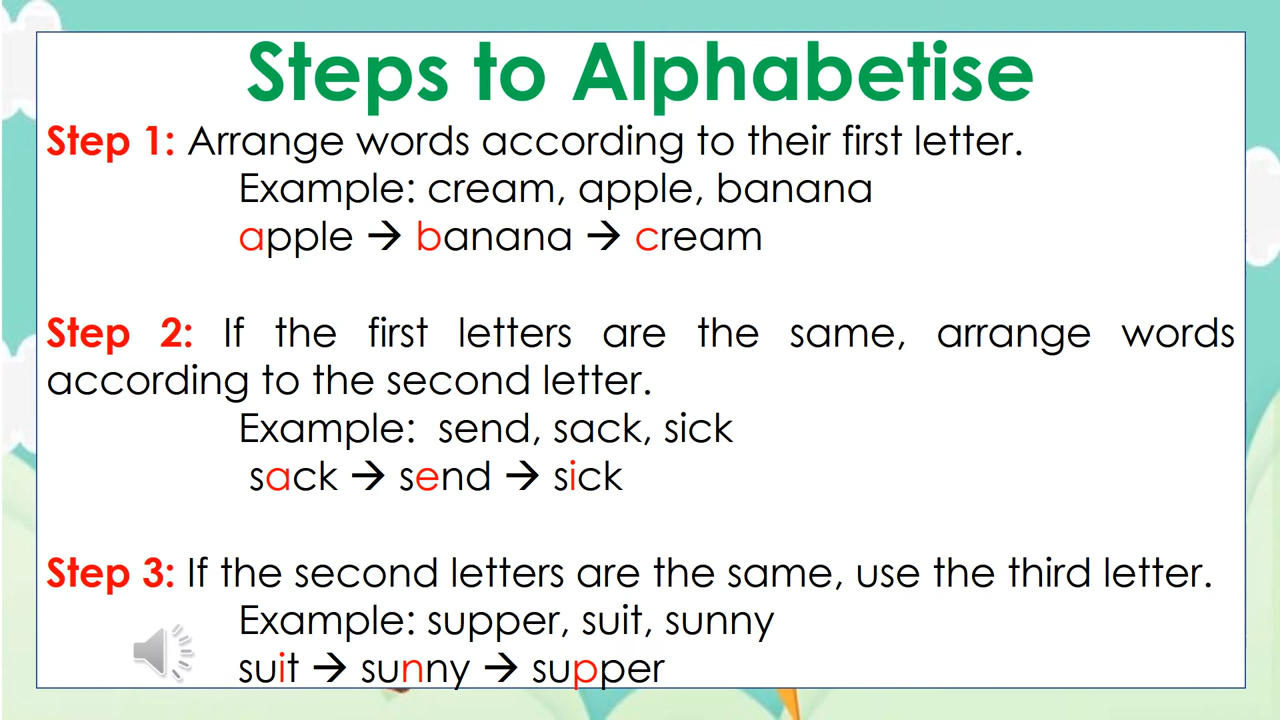 Steps to Alphabetise
Step 1: Arrange words according to their first letter.
Example: cream, apple, banana
apple → banana → cream
Step 2: If the first letters are the same, arrange words
according to the second letter.
Example: send, sack, sick
sack → send → sick
Step 3: If the second letters are the same, use the third letter.
Example: supper, suit, sunny
suit → sunny → supper